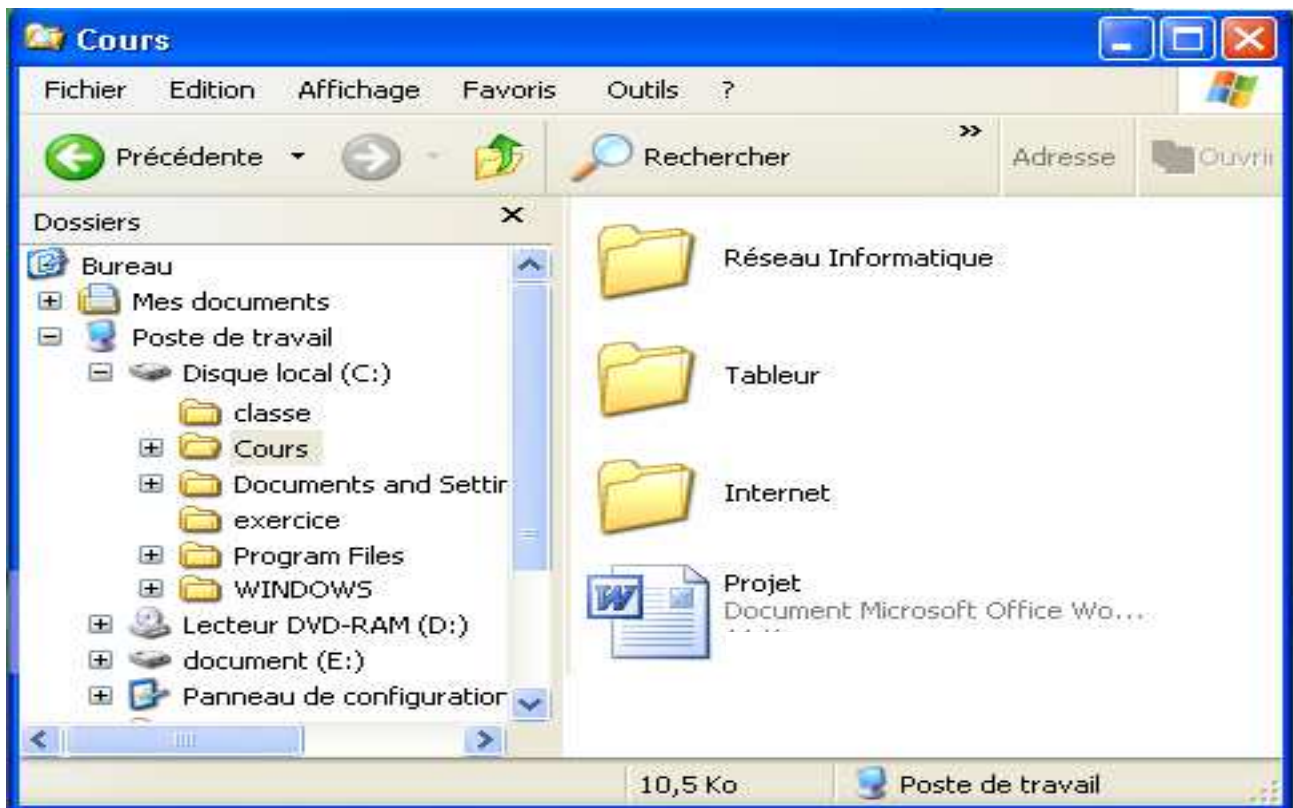 Cours
Fichier Edition Affichage Favoris Outils ?
Précédente Rechercher » Adresse
Dossiers
Bureau
Mes documents
Poste de travail
Disque local (C:)
classe
Cours
Documents and Settin
exercice
Program Files
WINDOWS
Lecteur DVD-RAM (D:)
document (E:)
Panneau de configuration
Réseau Informatique
Tableur
Internet
Projet
Document Microsoft Office Wo...
10,5 Ko Poste de travail